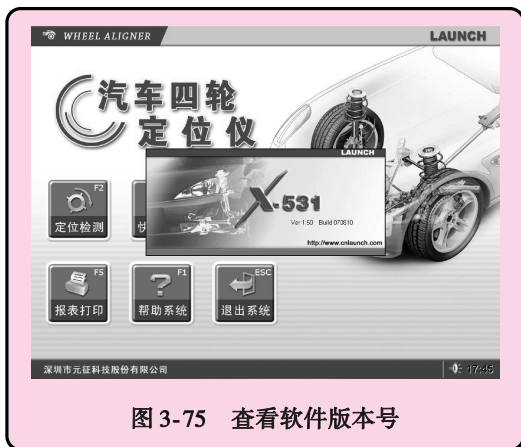 WHEEL ALIGNER
LAUNCH
汽车四轮
定位仪
LAUNCH
X-531
Ver 1.50 Build 070810
http://www.cnlaunch.com
F2
定位检测
F5
报表打印
F1
帮助系统
ESC
退出系统
深圳市元征科技股份有限公司
17:45
图 3-75 查看软件版本号